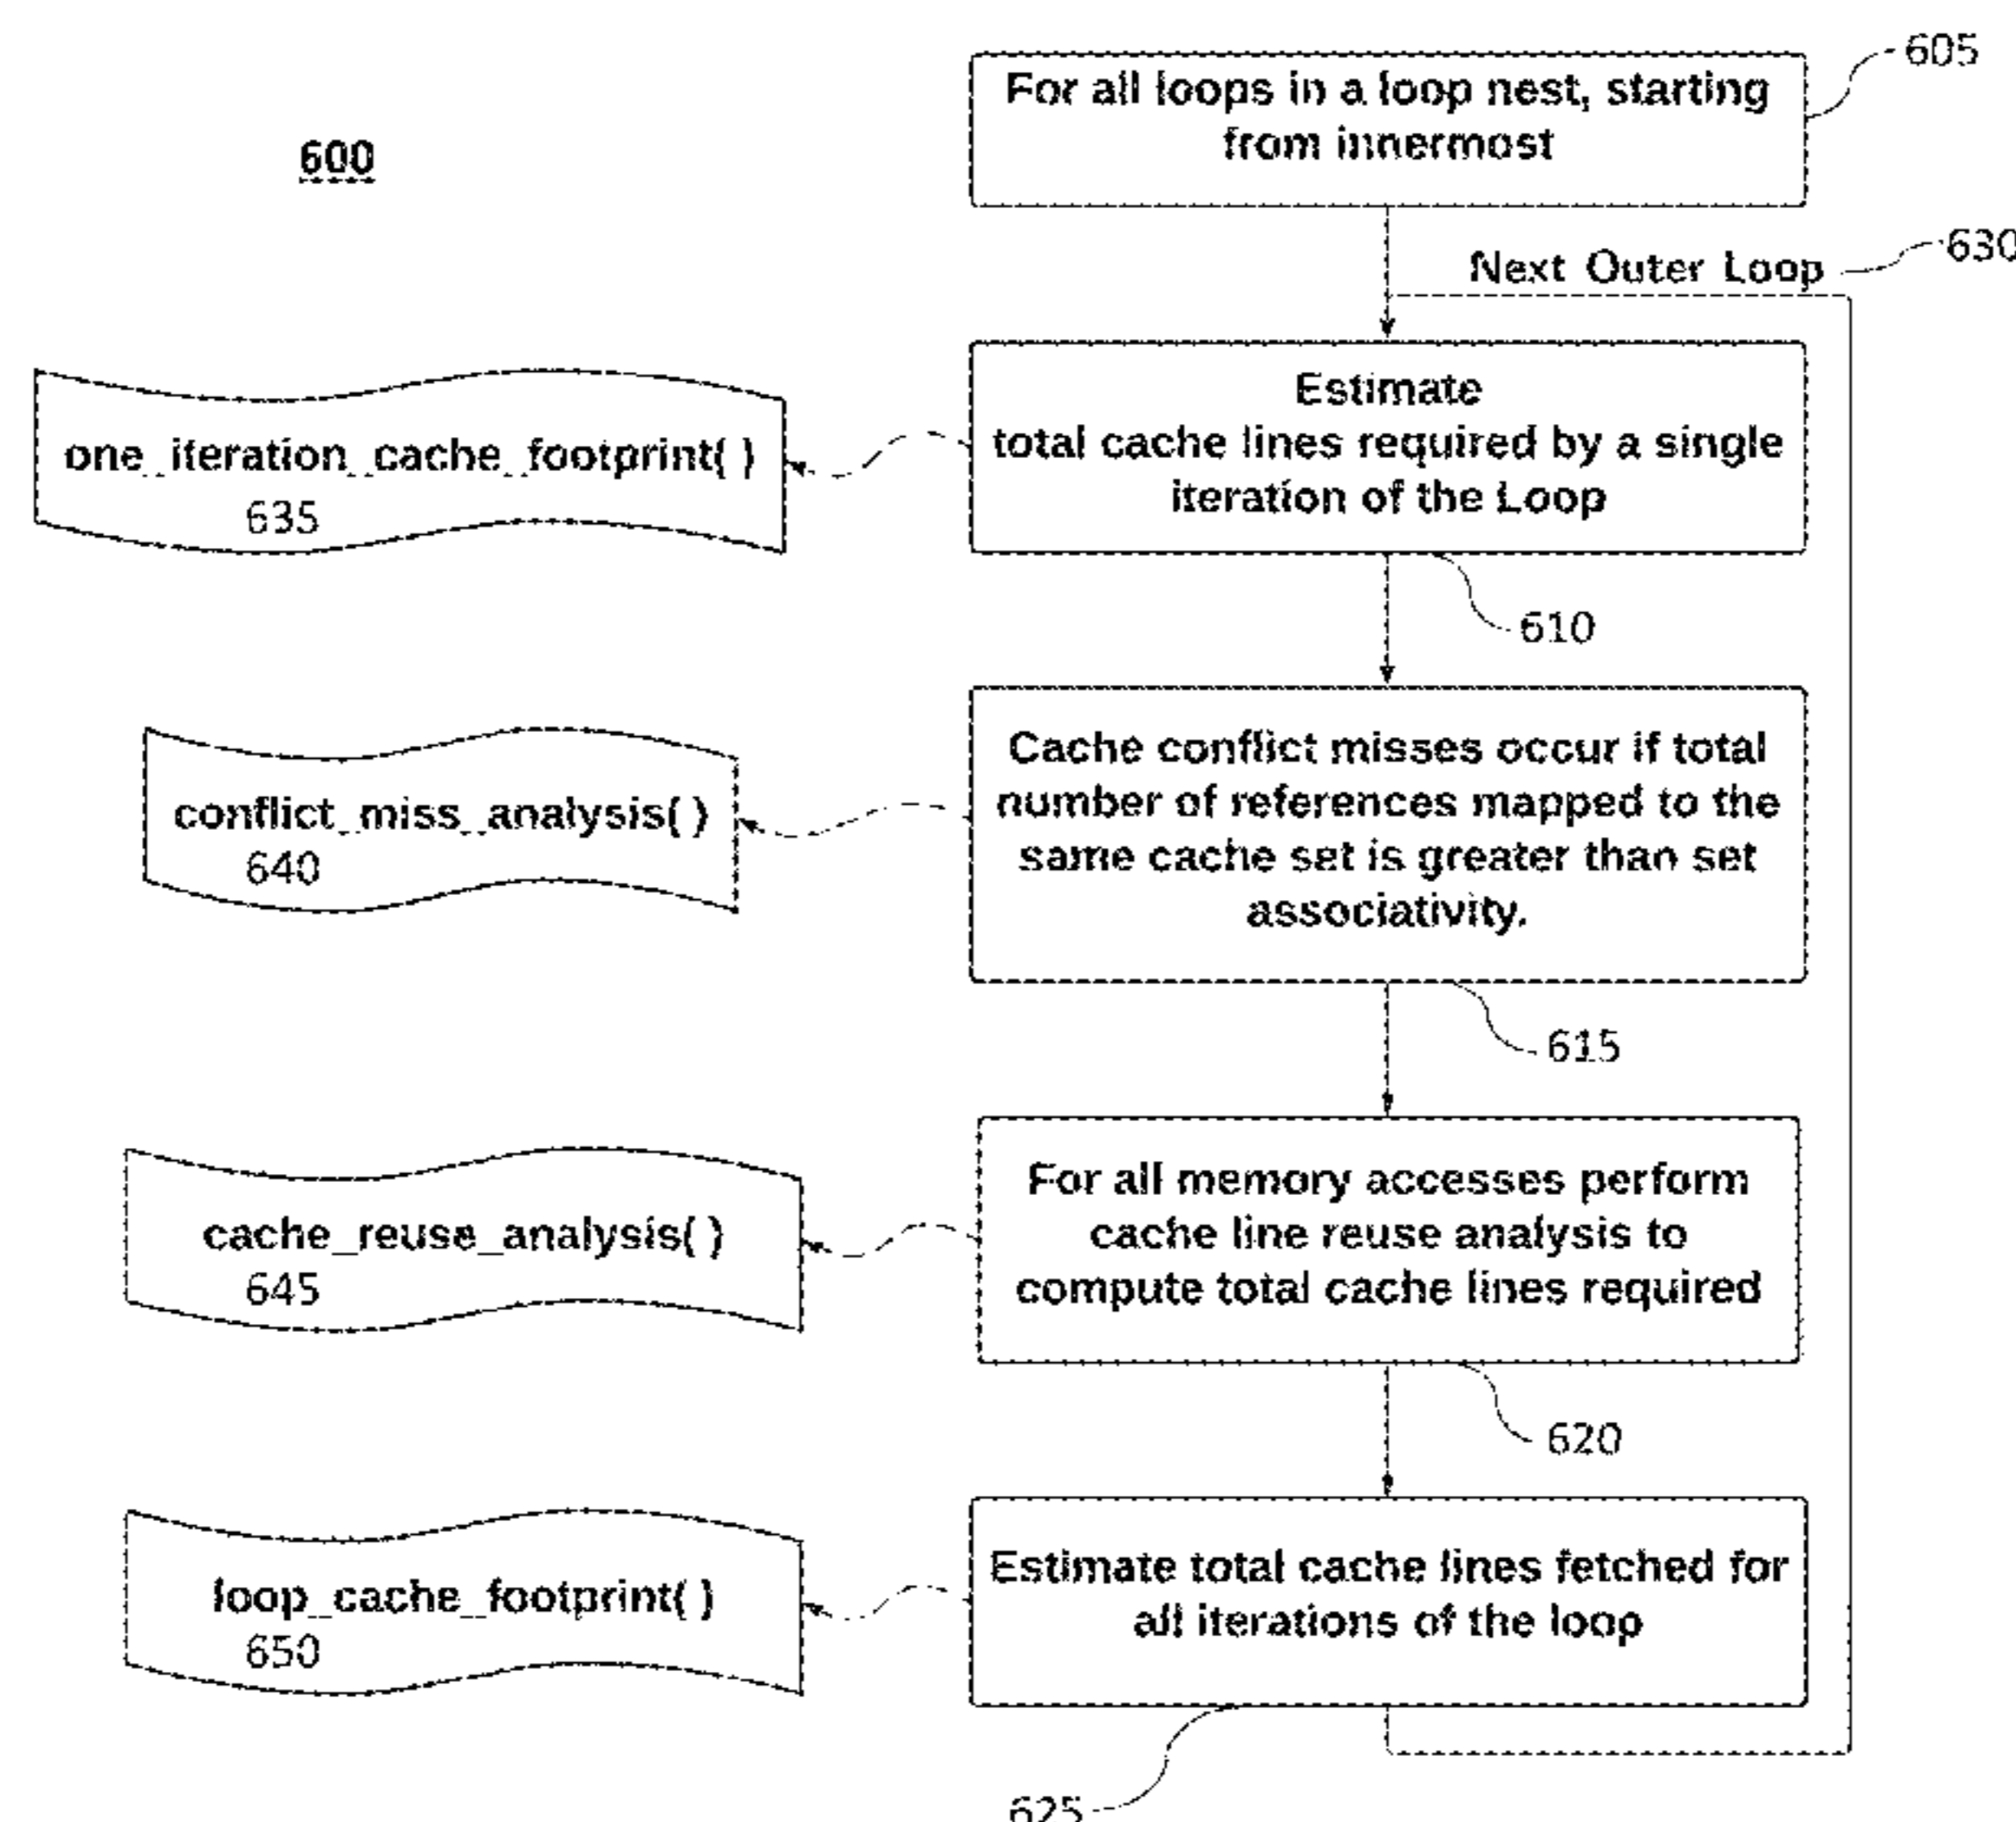 605
For all loops in a loop nest, starting
from innermost
600
Next Outer Loop
630
Estimate
total cache lines required by a single
iteration of the Loop
one_iteration_cache_footprint( )
635
610
Cache conflict misses occur if total
number of references mapped to the
same cache set is greater than set
associativity.
conflict_miss_analysis( )
640
615
For all memory accesses perform
cache line reuse analysis to
compute total cache lines required
cache_reuse_analysis( )
645
620
Estimate total cache lines fetched for
all iterations of the loop
loop_cache_footprint( )
650
625